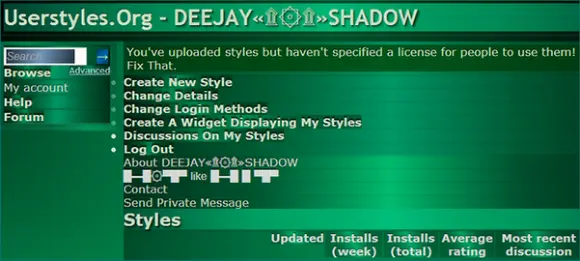 Userstyles.Org - DEEJAY«۩۞۩»SHADOW
You've uploaded styles but haven't specified a license for people to use them!
Fix That.
Search →
Browse Advanced
My account
Help
Forum
Create New Style
Change Details
Change Login Methods
Create A Widget Displaying My Styles
Discussions On My Styles
Log Out
About DEEJAY«۩۞۩»SHADOW
like
Contact
Send Private Message
Styles
Updated Installs (week) Installs (total) Average rating Most recent discussion